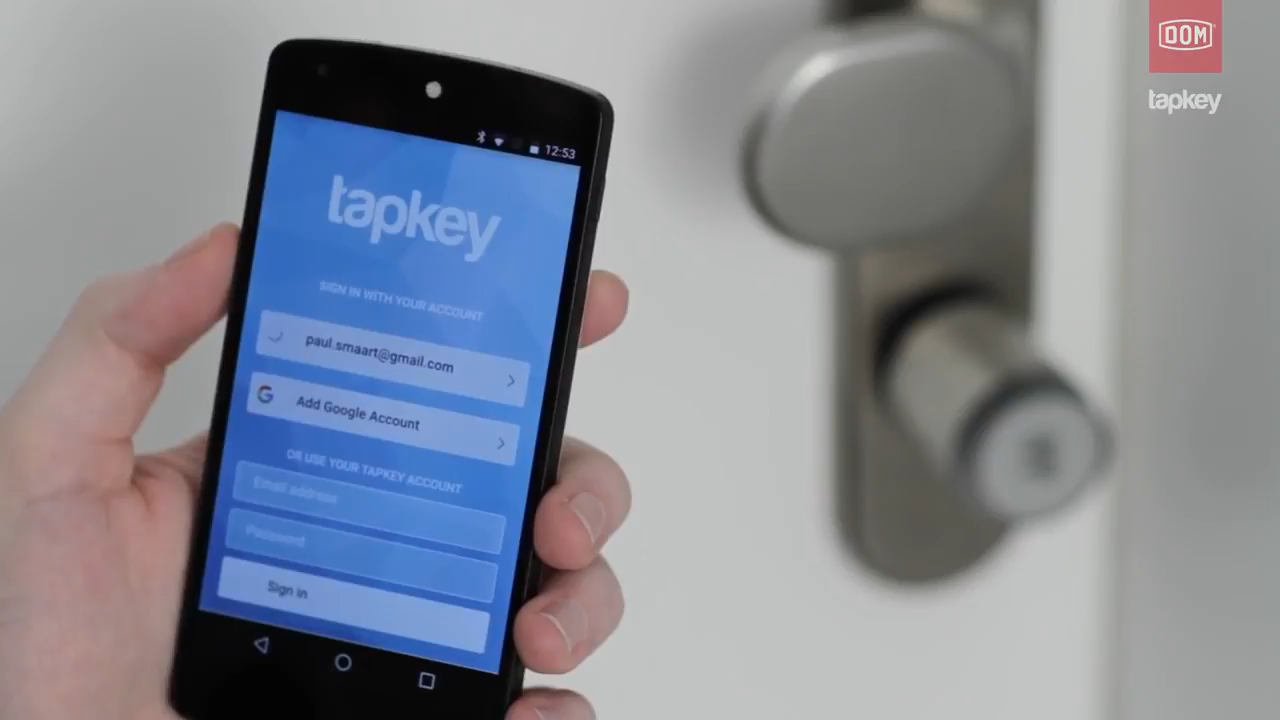 DOM
tapkey
12:53
tapkey
SIGN IN WITH YOUR ACCOUNT
paul.smaart@gmail.com
Add Google Account
OR USE YOUR TAPKEY ACCOUNT
Email address
Password
Sign in